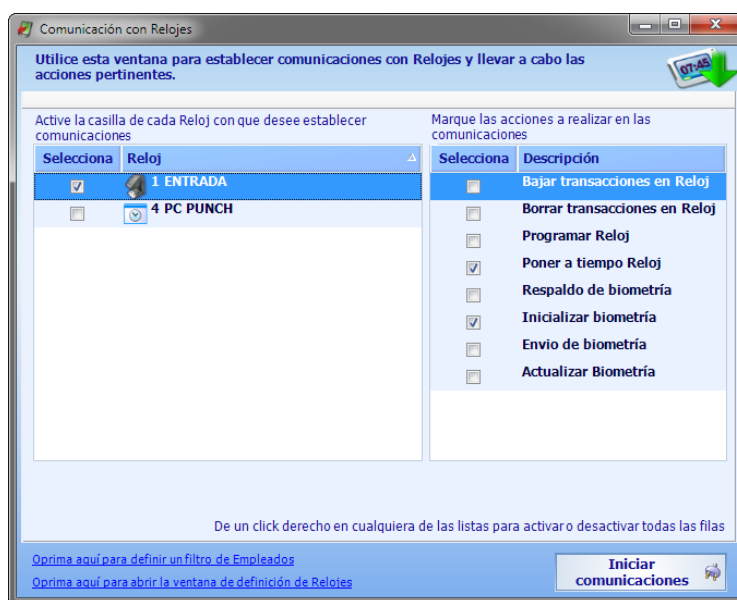 Comunicación con Relojes
Utilice esta ventana para establecer comunicaciones con Relojes y llevar a cabo las
acciones pertinentes.
07:45
Active la casilla de cada Reloj con que desee establecer
comunicaciones
Selecciona Reloj
1 ENTRADA
4 PC PUNCH
Marque las acciones a realizar en las
comunicaciones
Selecciona Descripción
Bajar transacciones en Reloj
Borrar transacciones en Reloj
Programar Reloj
Poner a tiempo Reloj
Respaldo de biometría
Inicializar biometría
Envio de biometría
Actualizar Biometría
De un click derecho en cualquiera de las listas para activar o desactivar todas las filas
Oprima aquí para definir un filtro de Empleados
Oprima aquí para abrir la ventana de definición de Relojes
Iniciar
comunicaciones